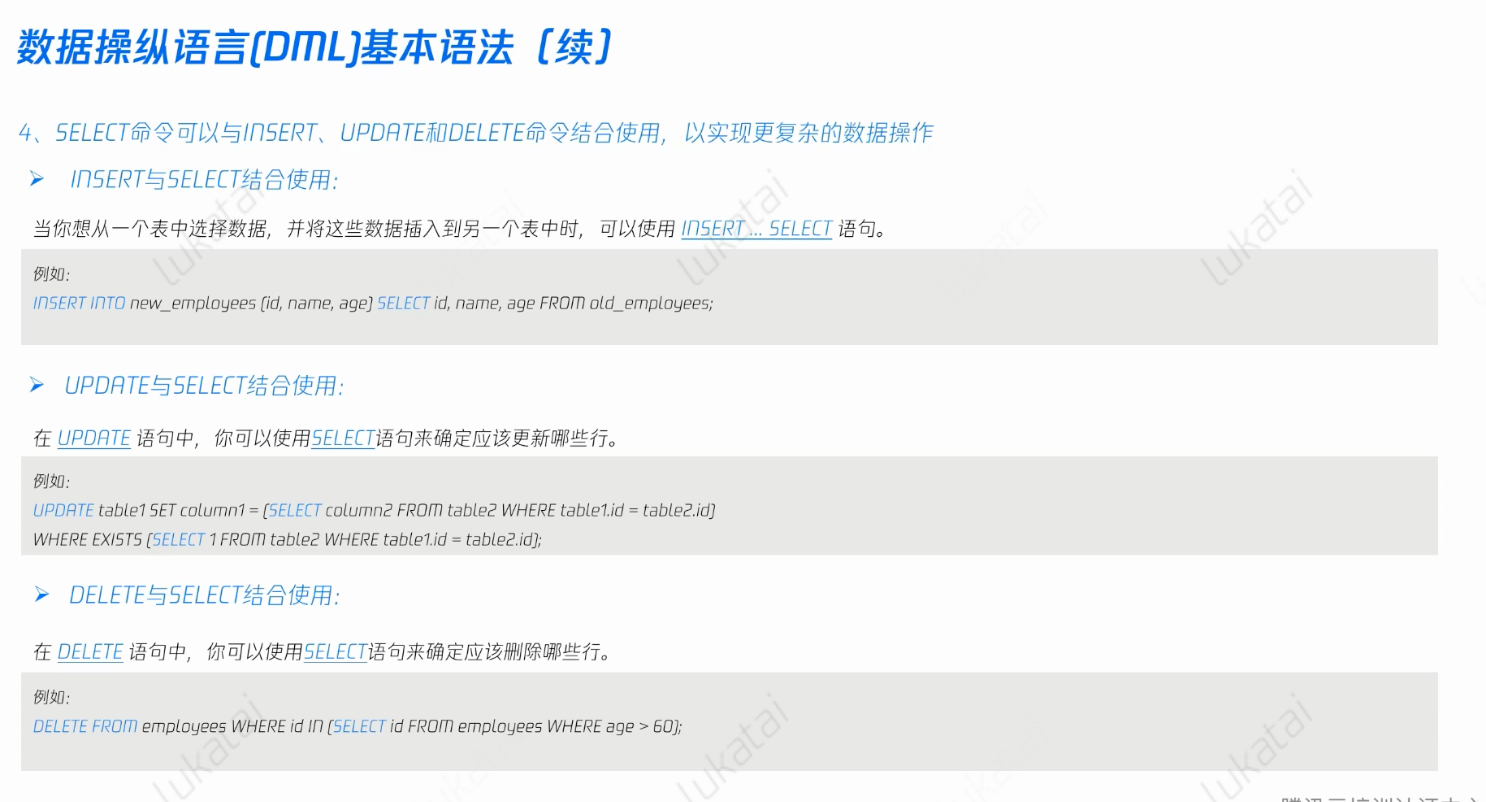 数据操纵语言(DML)基本语法（续）
4、SELECT命令可以与INSERT、UPDATE和DELETE命令结合使用，以实现更复杂的数据操作
➢ INSERT与SELECT结合使用：
当你想从一个表中选择数据，并将这些数据插入到另一个表中时，可以使用 INSERT ... SELECT 语句。
例如：
INSERT INTO new_employees (id, name, age) SELECT id, name, age FROM old_employees;
➢ UPDATE与SELECT结合使用：
在 UPDATE 语句中，你可以使用SELECT语句来确定应该更新哪些行。
例如：
UPDATE table1 SET column1 = (SELECT column2 FROM table2 WHERE table1.id = table2.id)
WHERE EXISTS (SELECT 1 FROM table2 WHERE table1.id = table2.id);
➢ DELETE与SELECT结合使用：
在 DELETE 语句中，你可以使用SELECT语句来确定应该删除哪些行。
例如：
DELETE FROM employees WHERE id IN (SELECT id FROM employees WHERE age > 60);
lukatai
lukatai
lukatai
lukatai
lukatai
lukatai